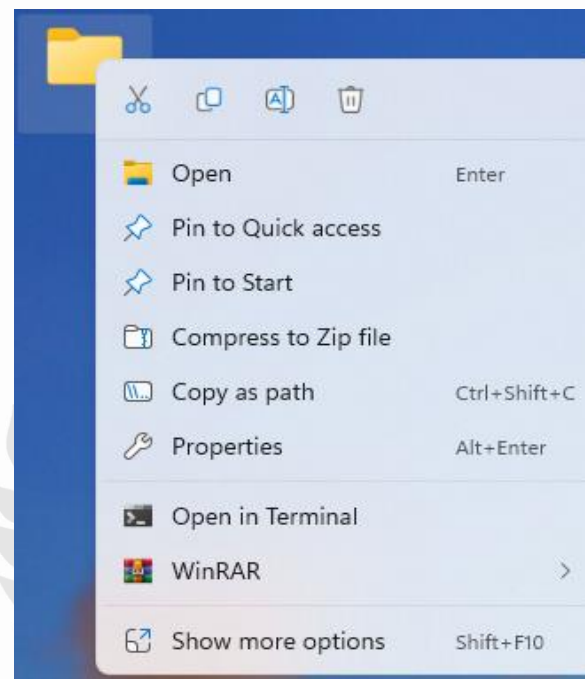 Open Enter
Pin to Quick access
Pin to Start
Compress to Zip file
Copy as path Ctrl+Shift+C
Properties Alt+Enter
Open in Terminal
WinRAR
Show more options Shift+F10